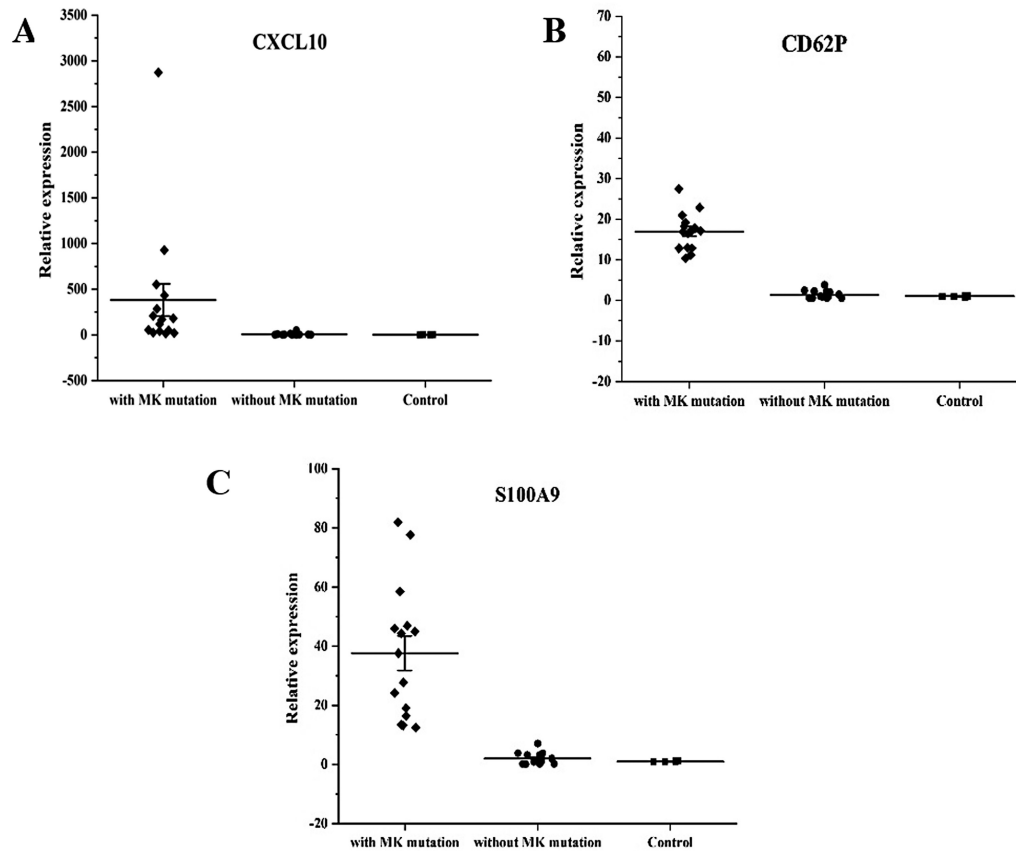 A
CXCL10
Relative expression
3500
3000
2500
2000
1500
1000
500
0
-500
with MK mutation without MK mutation Control
B
CD62P
Relative expression
70
60
50
40
30
20
10
0
-10
-20
with MK mutation without MK mutation Control
C
S100A9
Relative expression
100
80
60
40
20
0
-20
with MK mutation without MK mutation Control